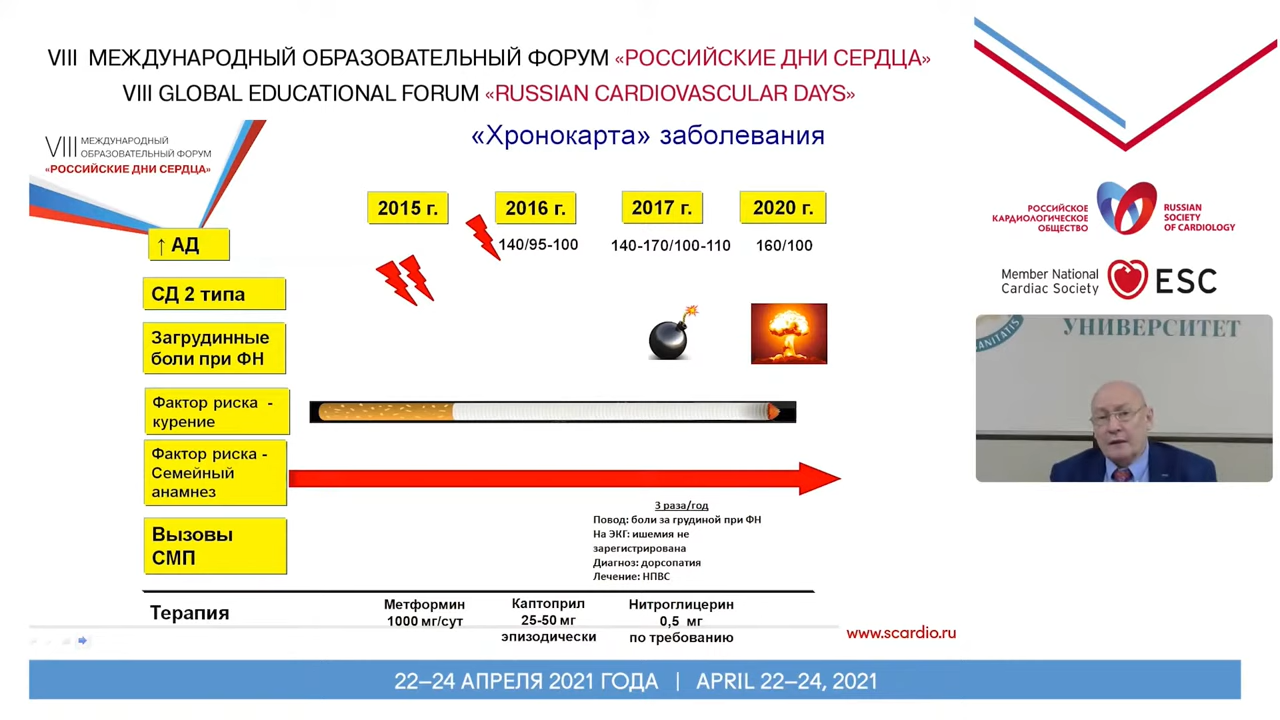 VIII МЕЖДУНАРОДНЫЙ ОБРАЗОВАТЕЛЬНЫЙ ФОРУМ «РОССИЙСКИЕ ДНИ СЕРДЦА»
VIII GLOBAL EDUCATIONAL FORUM «RUSSIAN CARDIOVASCULAR DAYS»
VIII МЕЖДУНАРОДНЫЙ
ОБРАЗОВАТЕЛЬНЫЙ ФОРУМ
«РОССИЙСКИЕ ДНИ СЕРДЦА»
«Хронокарта» заболевания
2015 г.
2016 г.
2017 г.
2020 г.
↑ АД
140/95-100
140-170/100-110
160/100
СД 2 типа
Загрудинные
боли при ФН
Фактор риска -
курение
Фактор риска -
Семейный
анамнез
Вызовы
СМП
3 раза/год
Повод: боли за грудиной при ФН
На ЭКГ: ишемия не
зарегистрирована
Диагноз: дорсопатия
Лечение: НПВС
Терапия
Метформин
1000 мг/сут
Каптоприл
25-50 мг
эпизодически
Нитроглицерин
0,5 мг
по требованию
РОССИЙСКОЕ
КАРДИОЛОГИЧЕСКОЕ
ОБЩЕСТВО
RUSSIAN
SOCIETY
OF CARDIOLOGY
Member National
Cardiac Society
ESC
ANITATIS
УНИВЕРСИТЕТ
www.scardio.ru
22–24 АПРЕЛЯ 2021 ГОДА | APRIL 22–24, 2021